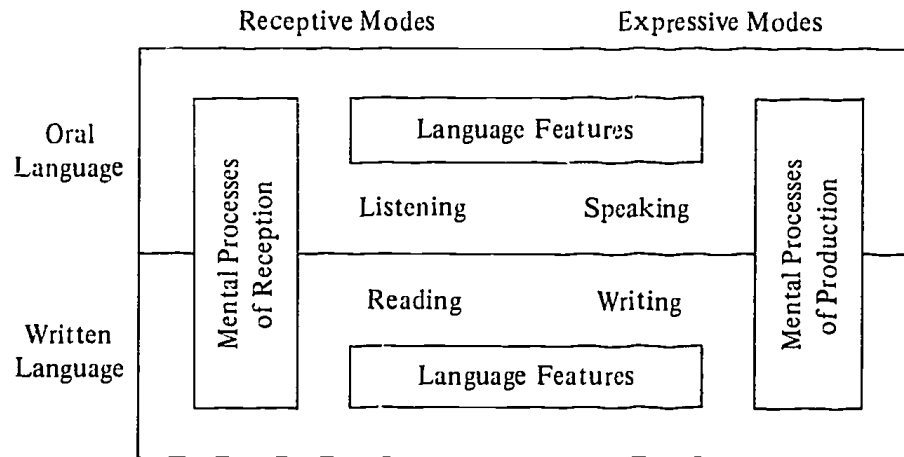 Receptive Modes Expressive Modes
Oral
Language
Mental Processes
of Reception
Language Features
Listening Speaking
Mental Processes
of Production
Written
Language
Reading Writing
Language Features